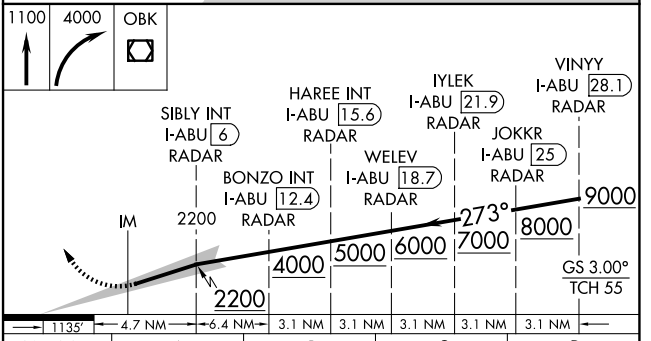 1100 4000 OBK
VINYY
I-ABU 28.1
RADAR
IYLEK
I-ABU 21.9
RADAR
HAREE INT
I-ABU 15.6
RADAR
SIBLY INT
I-ABU 6
RADAR
JOKKR
I-ABU 25
RADAR
WELEV
I-ABU 18.7
RADAR
BONZO INT
I-ABU 12.4
RADAR
IM
2200
273°
9000
8000
7000
6000
5000
4000
2200
GS 3.00°
TCH 55
1135' 4.7 NM 6.4 NM 3.1 NM 3.1 NM 3.1 NM 3.1 NM 3.1 NM